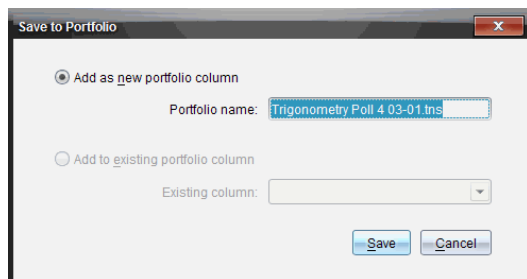 Save to Portfolio
Add as new portfolio column
Portfolio name: Trigonometry Poll 4 03-01.tns
Add to existing portfolio column
Existing column:
Save Cancel